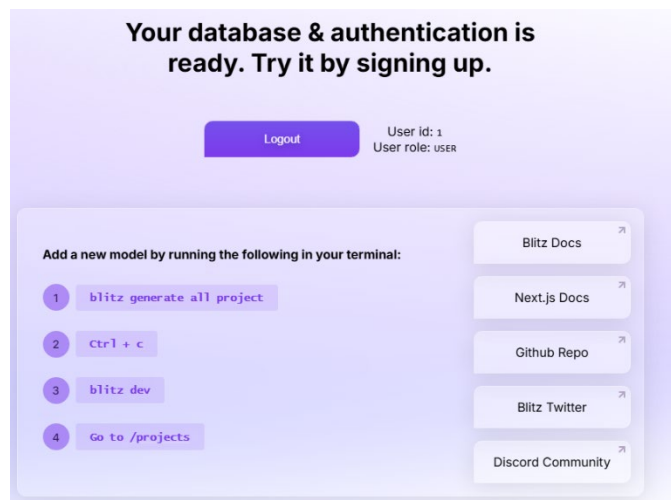 Your database & authentication is
ready. Try it by signing up.
Logout
User id: 1
User role: USER
Add a new model by running the following in your terminal:
1 blitz generate all project
2 Ctrl + c
3 blitz dev
4 Go to /projects
Blitz Docs
Next.js Docs
Github Repo
Blitz Twitter
Discord Community